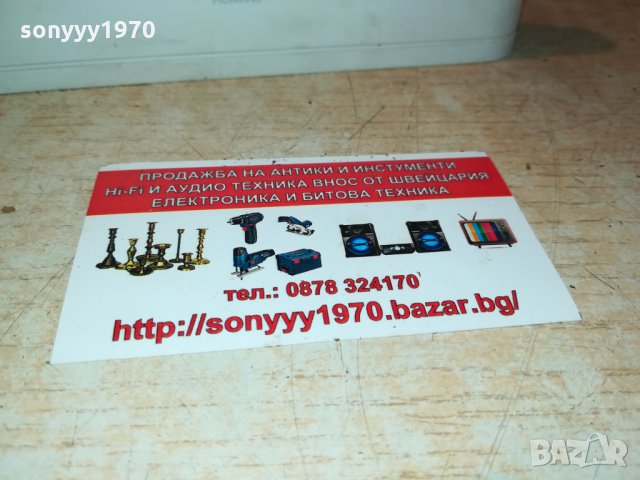 sonyyy1970
sonyyy1970
ПРОДАЖБА НА АНТИКИ И ИНСТУМЕНТИ
Hi-Fi И АУДИО ТЕХНИКА ВНОС ОТ ШВЕЙЦАРИЯ
ЕЛЕКТРОНИКА И БИТОВА ТЕХНИКА
тел.: 0878 324170
http://sonyyy1970.bazar.bg/
BAZAR